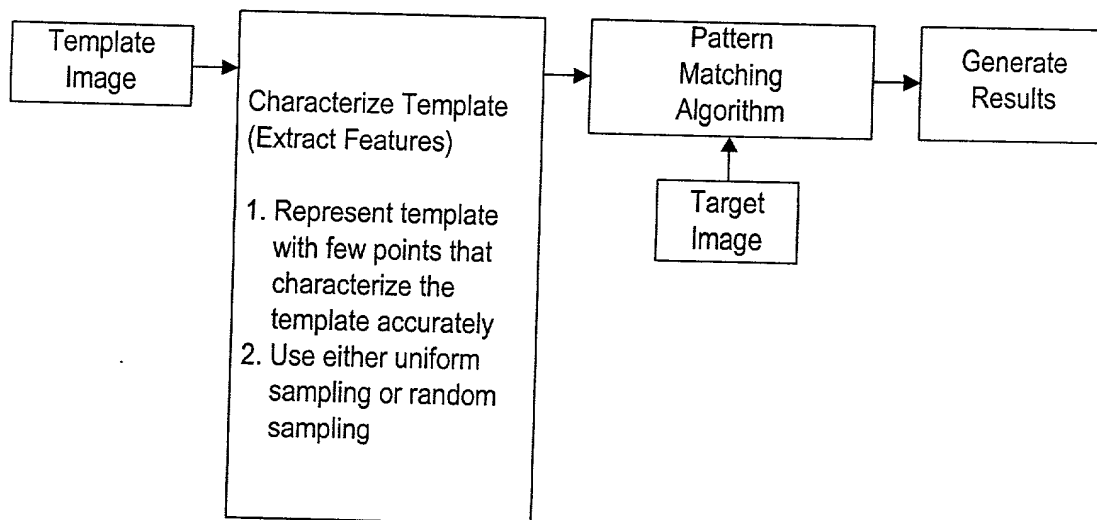 Template
Image
Characterize Template
(Extract Features)
1. Represent template
with few points that
characterize the
template accurately
2. Use either uniform
sampling or random
sampling
Pattern
Matching
Algorithm
Target
Image
Generate
Results